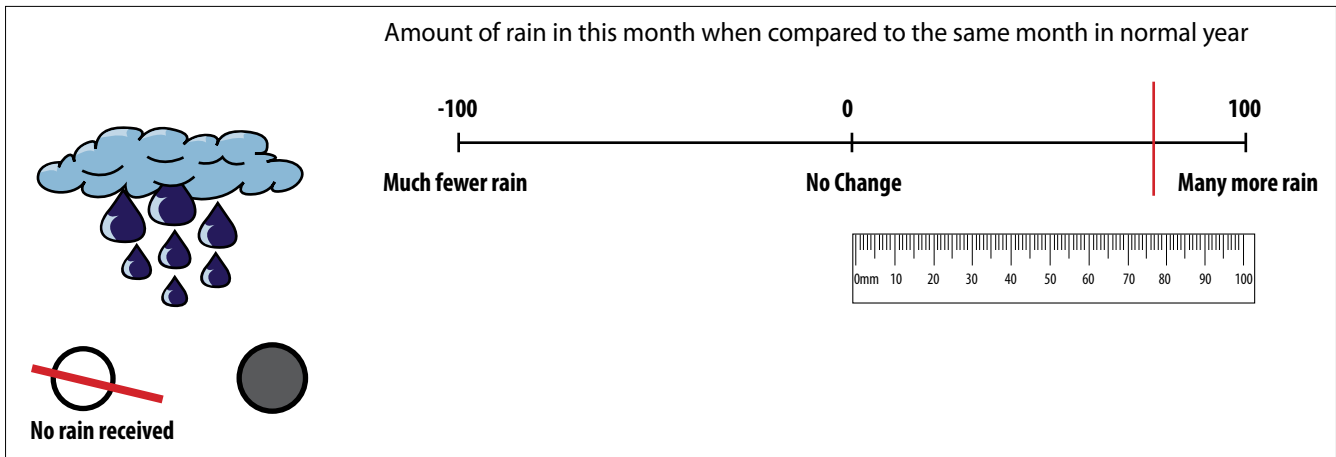 Amount of rain in this month when compared to the same month in normal year
-100 0 100
Much fewer rain No Change Many more rain
0mm 10 20 30 40 50 60 70 80 90 100
No rain received